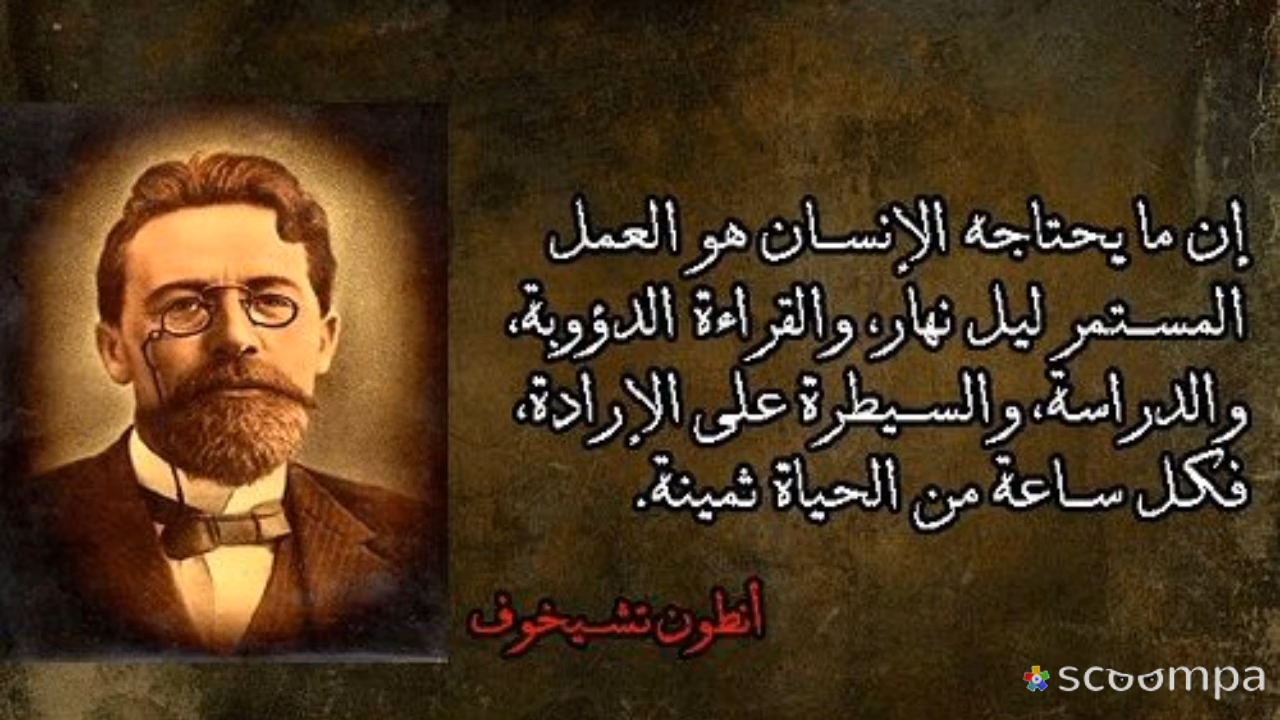 إن ما يحتاجه الإنسان هو العمل
المستمر ليل نهار، والقراءة الدؤوبة،
والدراسة، والسيطرة على الإرادة،
فكل ساعة من الحياة ثمينة.
أنطون تشيخوف
scoompa